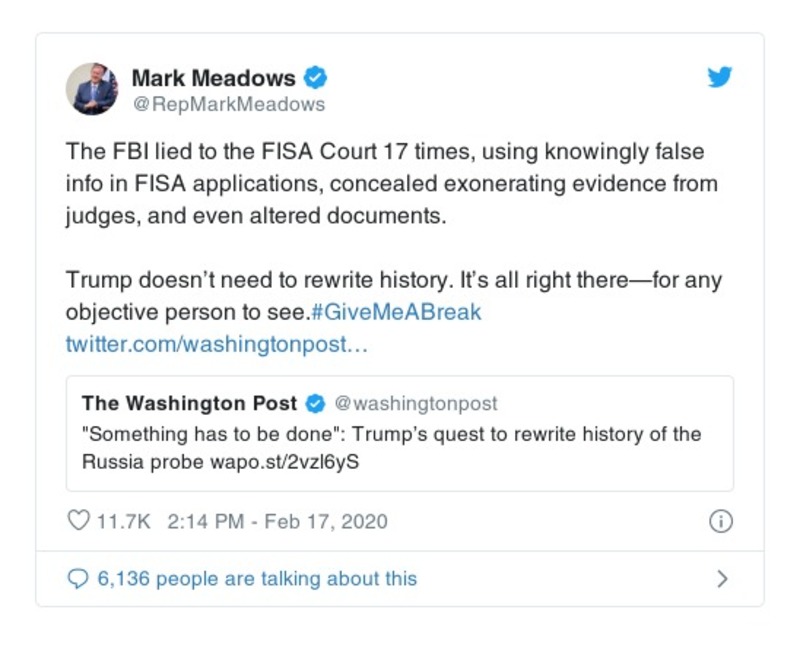 Mark Meadows
@RepMarkMeadows
The FBI lied to the FISA Court 17 times, using knowingly false
info in FISA applications, concealed exonerating evidence from
judges, and even altered documents.
Trump doesn’t need to rewrite history. It’s all right there—for any
objective person to see.#GiveMeABreak
twitter.com/washingtonpost…
The Washington Post @washingtonpost
"Something has to be done": Trump’s quest to rewrite history of the
Russia probe wapo.st/2vzl6yS
11.7K 2:14 PM - Feb 17, 2020
6,136 people are talking about this